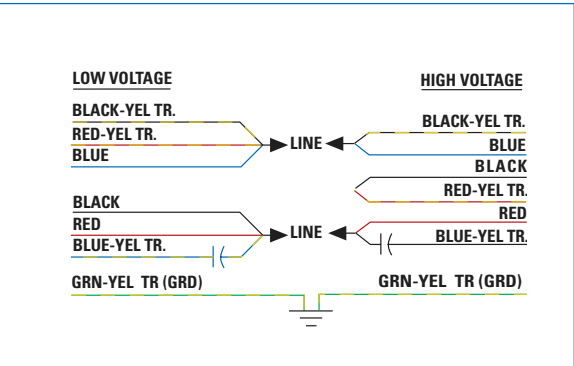 LOW VOLTAGE
BLACK-YEL TR.
RED-YEL TR.
BLUE
BLACK
RED
BLUE-YEL TR.
GRN-YEL TR (GRD)
LINE
LINE
HIGH VOLTAGE
BLACK-YEL TR.
BLUE
BLACK
RED-YEL TR.
RED
BLUE-YEL TR.
GRN-YEL TR (GRD)